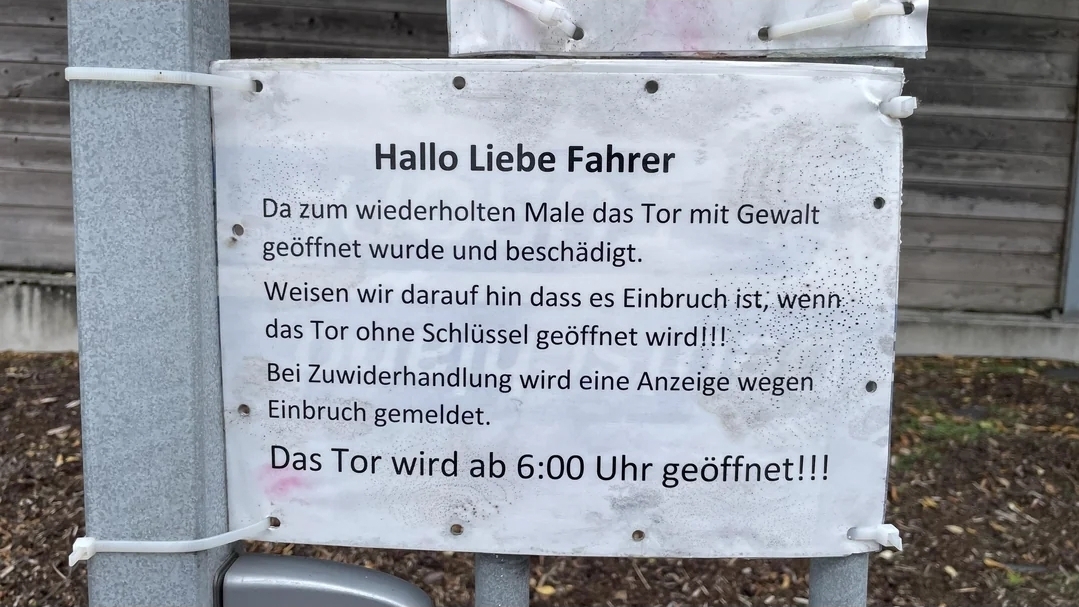 Hallo Liebe Fahrer
Da zum wiederholten Male das Tor mit Gewalt
geöffnet wurde und beschädigt.
Weisen wir darauf hin dass es Einbruch ist, wenn
das Tor ohne Schlüssel geöffnet wird!!!
Bei Zuwiderhandlung wird eine Anzeige wegen
Einbruch gemeldet.
Das Tor wird ab 6:00 Uhr geöffnet!!!